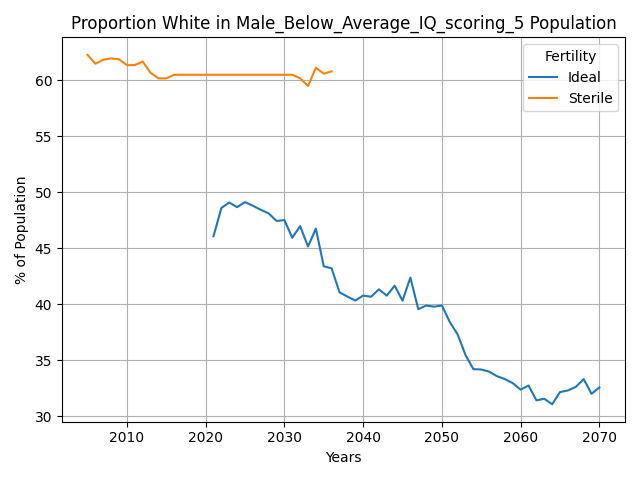 Proportion White in Male_Below_Average_IQ_scoring_5 Population
Fertility
Ideal
Sterile
% of Population
60
55
50
45
40
35
30
2010 2020 2030 2040 2050 2060 2070
Years